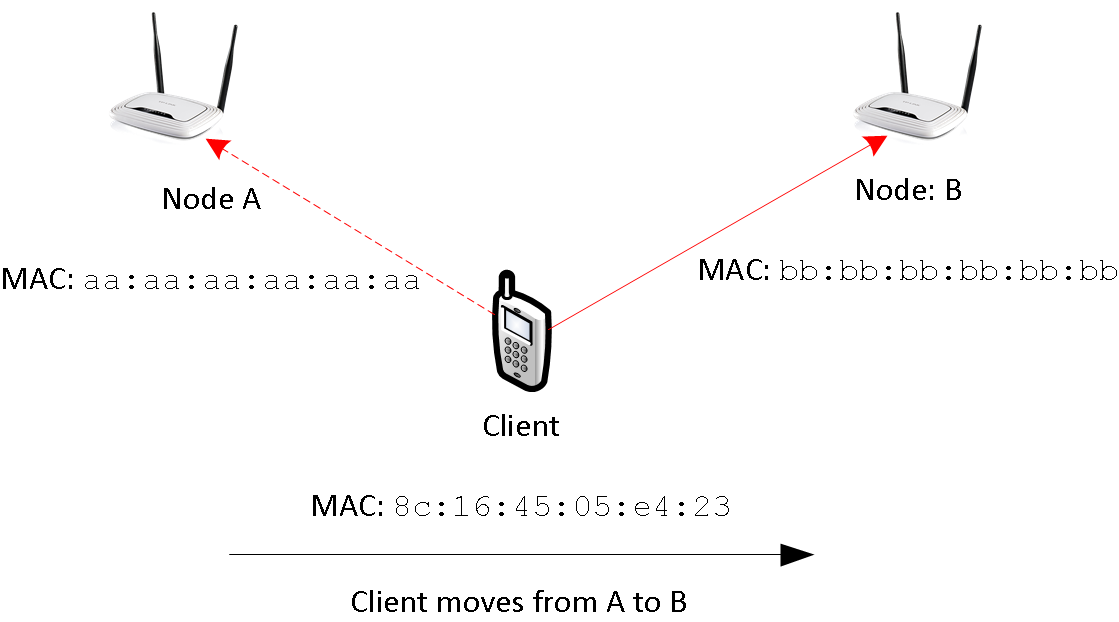 Node A
Node: B
MAC: aa:aa:aa:aa:aa:aa
MAC: bb:bb:bb:bb:bb:bb
Client
MAC: 8c:16:45:05:e4:23
Client moves from A to B